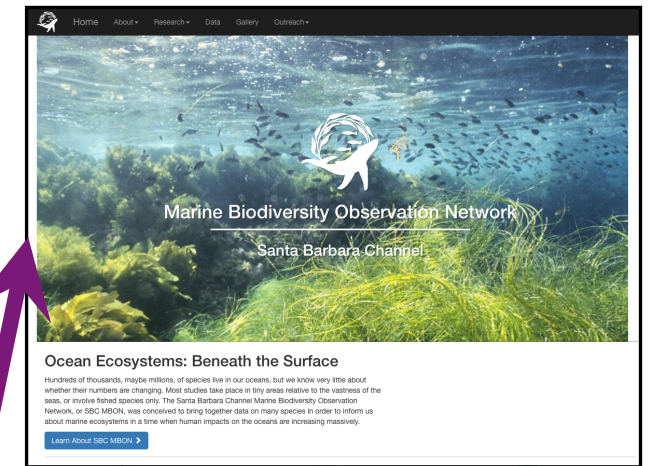 Home About Research Data Gallery Outreach
Marine Biodiversity Observation Network
Santa Barbara Channel
Ocean Ecosystems: Beneath the Surface
Hundreds of thousands, maybe millions, of species live in our oceans, but we know very little about
whether their numbers are changing. Most studies take place in tiny areas relative to the vastness of the
seas, or involve fished species only. The Santa Barbara Channel Marine Biodiversity Observation
Network, or SBC MBON, was conceived to bring together data on many species in order to inform us
about marine ecosystems in a time when human impacts on the oceans are increasing massively.
Learn About SBC MBON